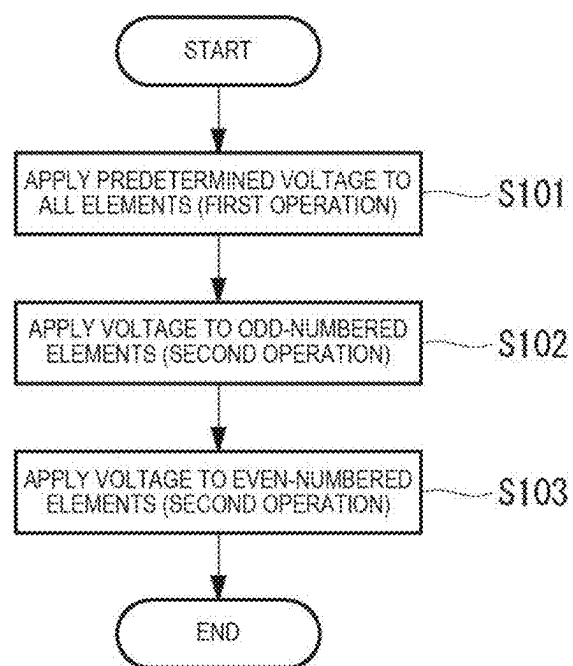 START
APPLY PREDETERMINED VOLTAGE TO
ALL ELEMENTS (FIRST OPERATION)
S101
APPLY VOLTAGE TO ODD-NUMBERED
ELEMENTS (SECOND OPERATION)
S102
APPLY VOLTAGE TO EVEN-NUMBERED
ELEMENTS (SECOND OPERATION)
S103
END